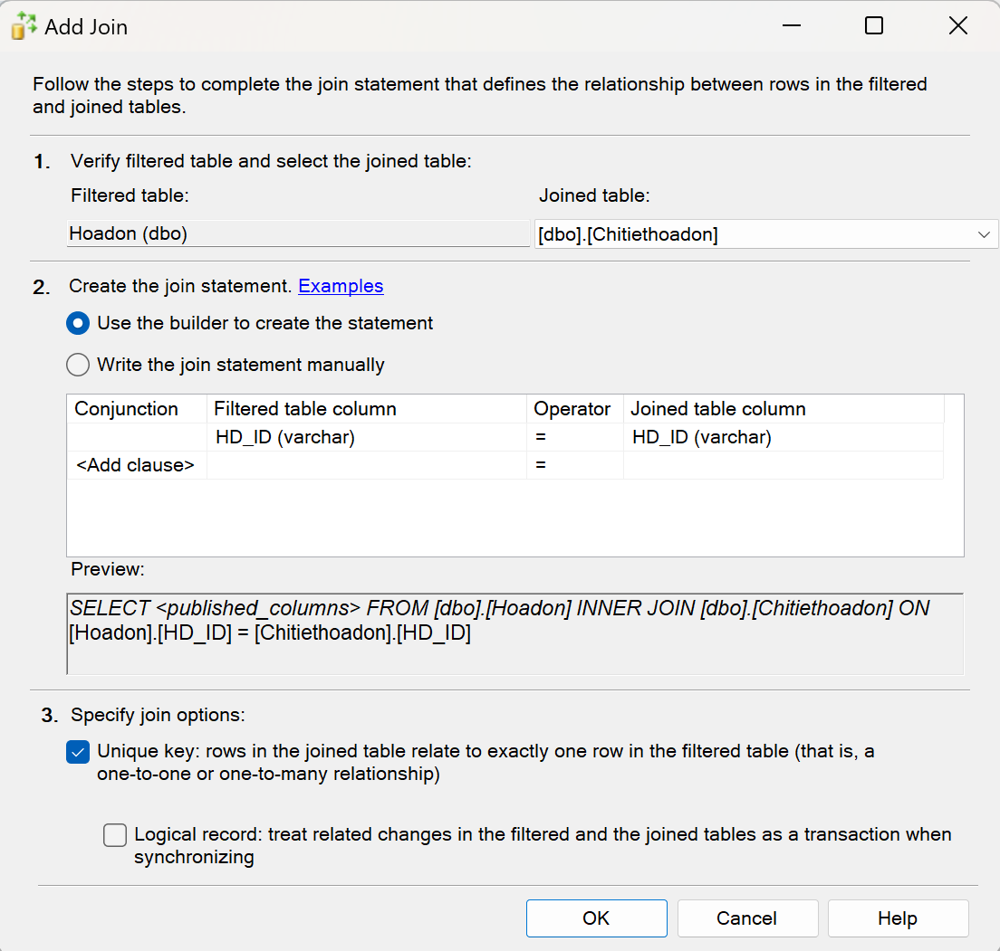 Add Join
Follow the steps to complete the join statement that defines the relationship between rows in the filtered
and joined tables.
1. Verify filtered table and select the joined table:
Filtered table: Joined table:
Hoadon (dbo) [dbo].[Chitiethoadon]
2. Create the join statement. Examples
Use the builder to create the statement
Write the join statement manually
Conjunction Filtered table column Operator Joined table column
HD_ID (varchar) = HD_ID (varchar)
<Add clause> =
Preview:
SELECT <published_columns> FROM [dbo].[Hoadon] INNER JOIN [dbo].[Chitiethoadon] ON
[Hoadon].[HD_ID] = [Chitiethoadon].[HD_ID]
3. Specify join options:
Unique key: rows in the joined table relate to exactly one row in the filtered table (that is, a
one-to-one or one-to-many relationship)
Logical record: treat related changes in the filtered and the joined tables as a transaction when
synchronizing
OK Cancel Help